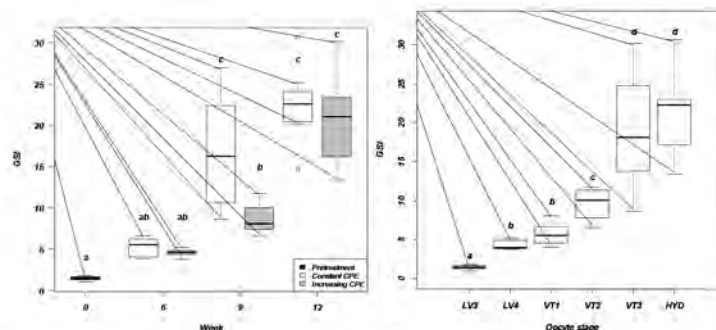 c
c
c
b
ab
ab
a
GSI
30
25
20
15
10
5
0
0
6
9
12
Week
Pretreatment
Constant CPE
Increasing CPE
d
d
c
b
b
a
GSI
30
25
20
15
10
5
0
LV3
LV4
VT1
VT2
VT3
HYD
Oocyte stage